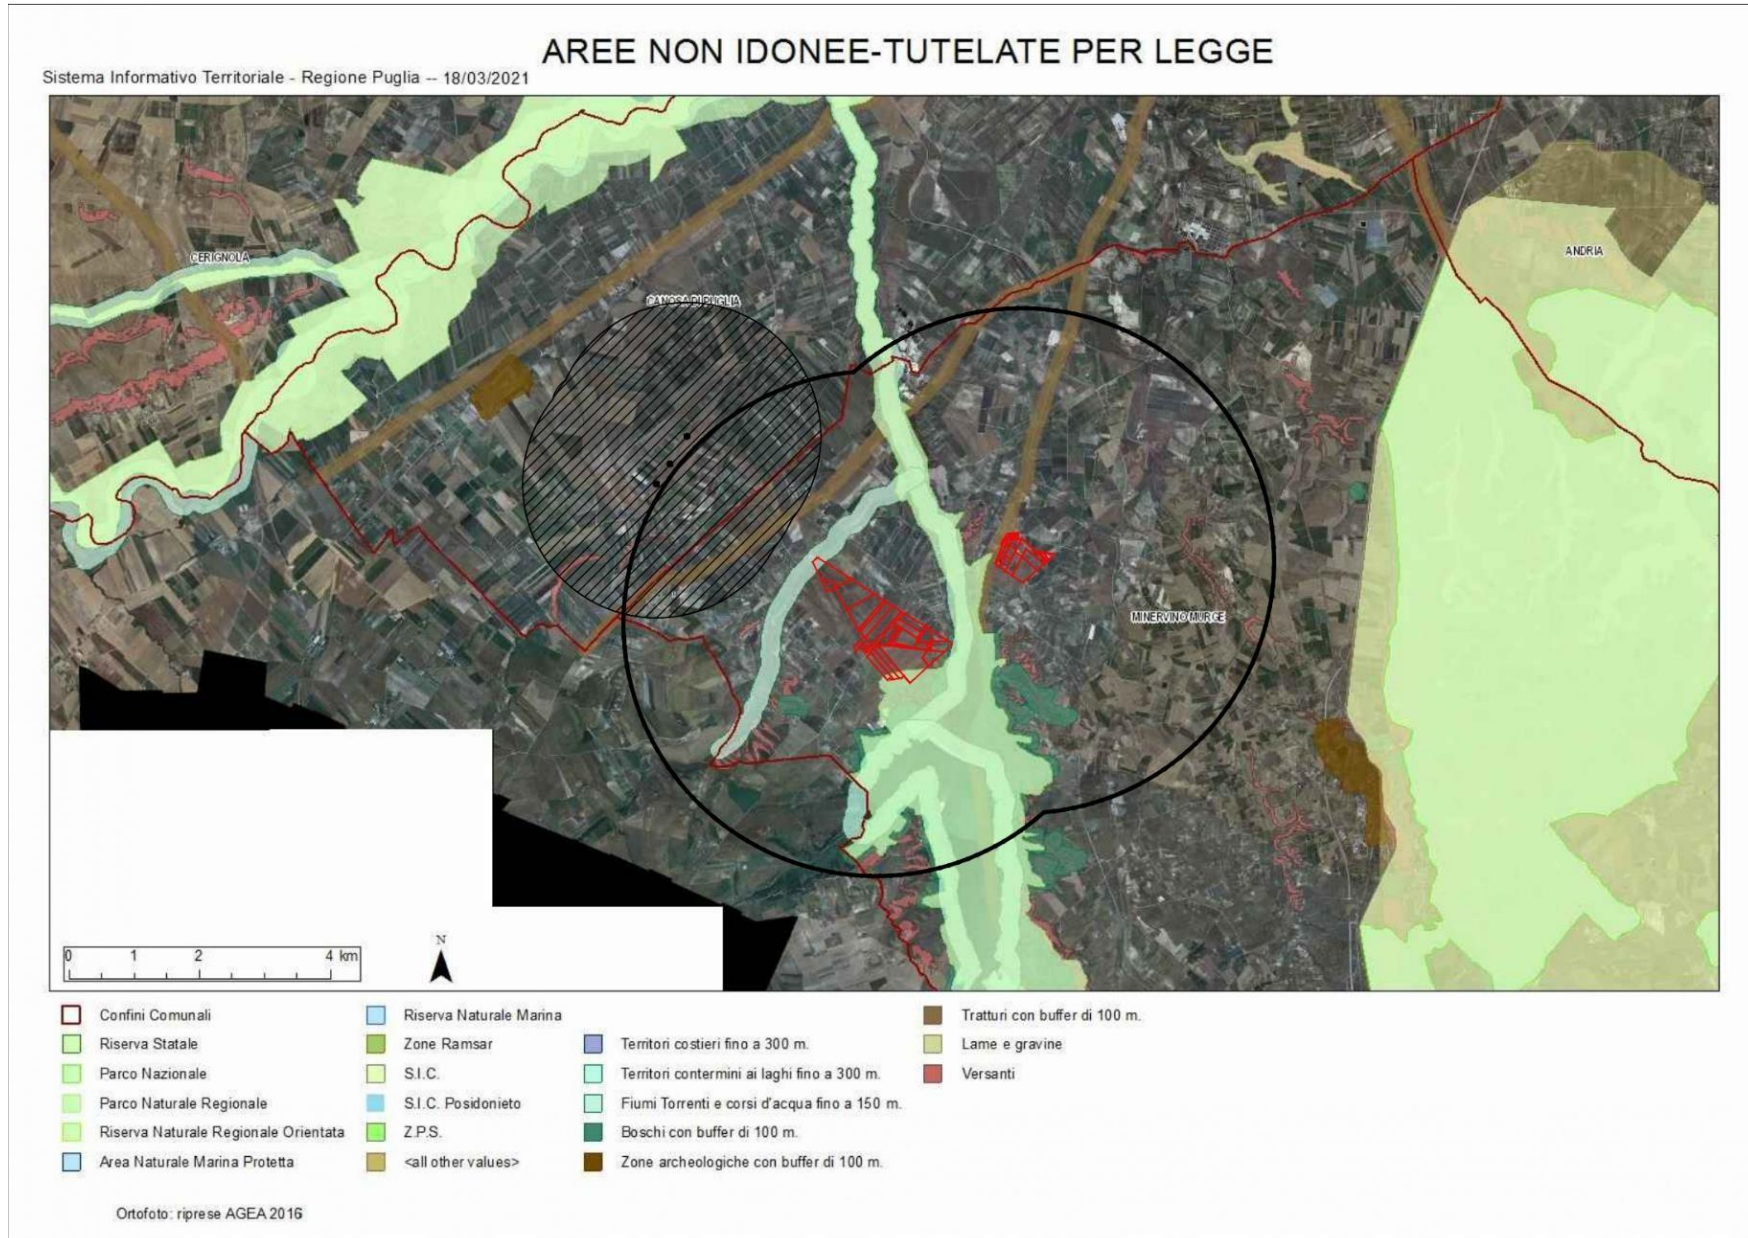 AREE NON IDONEE-TUTELATE PER LEGGE
Sistema Informativo Territoriale - Regione Puglia -- 18/03/2021
CERIGNOLA
CANOSA DI PUGLIA
ANDRIA
MINERVINO MURGE
0 1 2 4 km
N
Confini Comunali
Riserva Statale
Parco Nazionale
Parco Naturale Regionale
Riserva Naturale Regionale Orientata
Area Naturale Marina Protetta
Riserva Naturale Marina
Zone Ramsar
S.I.C.
S.I.C. Posidonieto
Z.P.S.
<all other values>
Territori costieri fino a 300 m.
Territori contermini ai laghi fino a 300 m.
Fiumi Torrenti e corsi d'acqua fino a 150 m.
Boschi con buffer di 100 m.
Zone archeologiche con buffer di 100 m.
Tratturi con buffer di 100 m.
Lame e gravine
Versanti
Ortofoto: riprese AGEA 2016